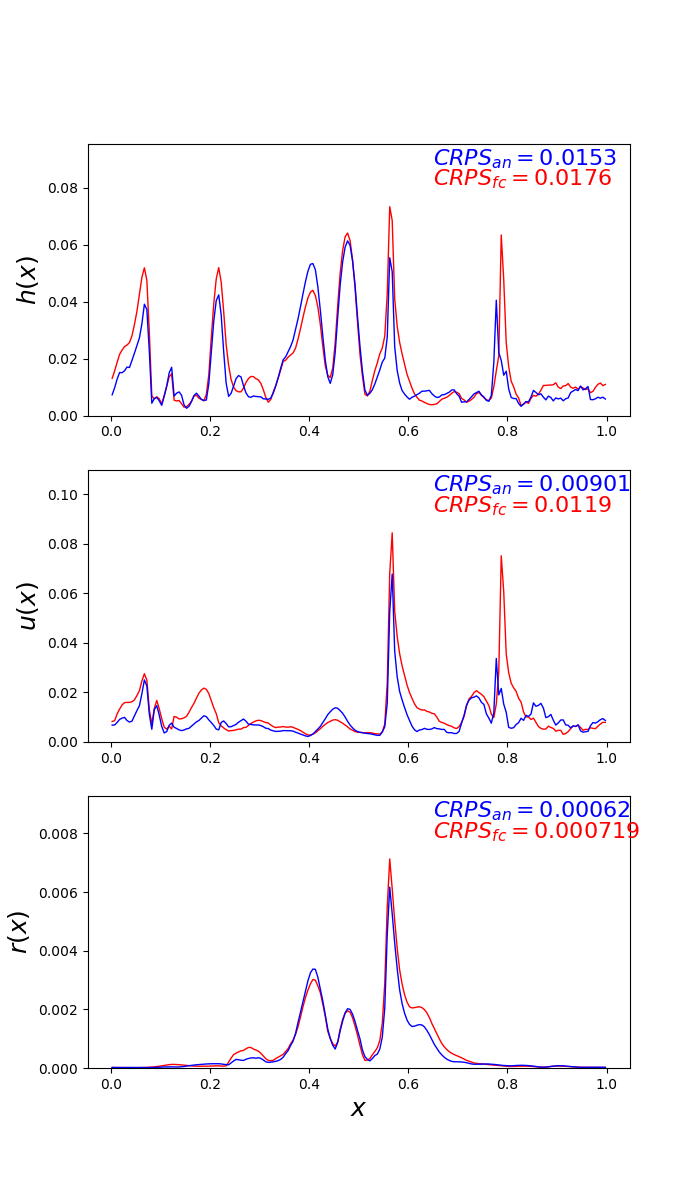 CRPS_an = 0.0153
CRPS_fc = 0.0176
h(x)
0.08
0.06
0.04
0.02
0.00
0.0 0.2 0.4 0.6 0.8 1.0
CRPS_an = 0.00901
CRPS_fc = 0.0119
u(x)
0.10
0.08
0.06
0.04
0.02
0.00
0.0 0.2 0.4 0.6 0.8 1.0
CRPS_an = 0.00062
CRPS_fc = 0.000719
r(x)
0.008
0.006
0.004
0.002
0.000
0.0 0.2 0.4 0.6 0.8 1.0
x